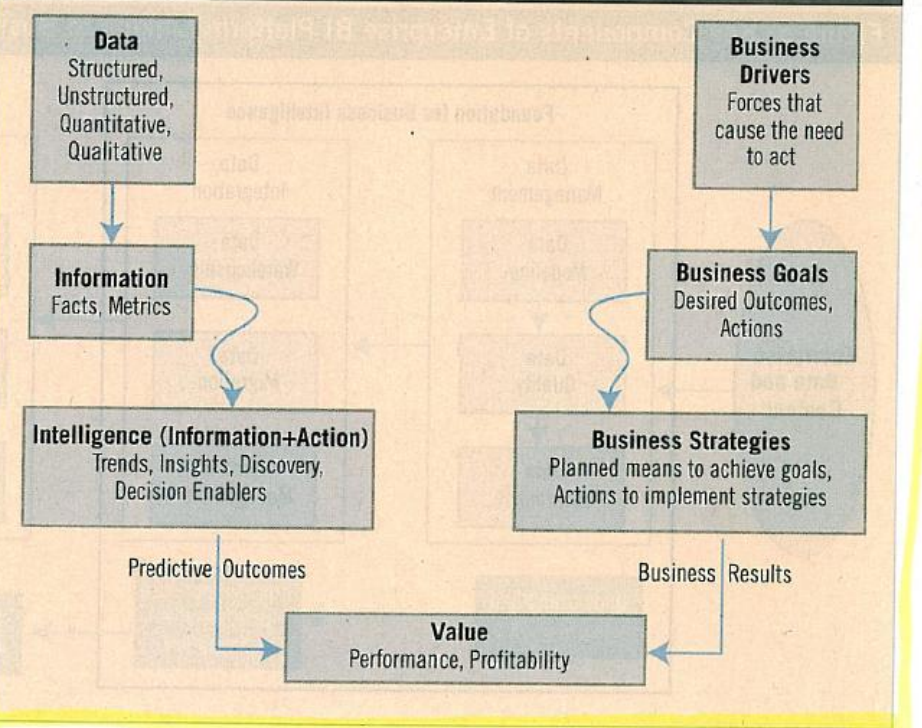 Data
Structured,
Unstructured,
Quantitative,
Qualitative
Business
Drivers
Forces that
cause the need
to act
Information
Facts, Metrics
Business Goals
Desired Outcomes,
Actions
Intelligence (Information+Action)
Trends, Insights, Discovery,
Decision Enablers
Business Strategies
Planned means to achieve goals,
Actions to implement strategies
Predictive Outcomes
Business Results
Value
Performance, Profitability